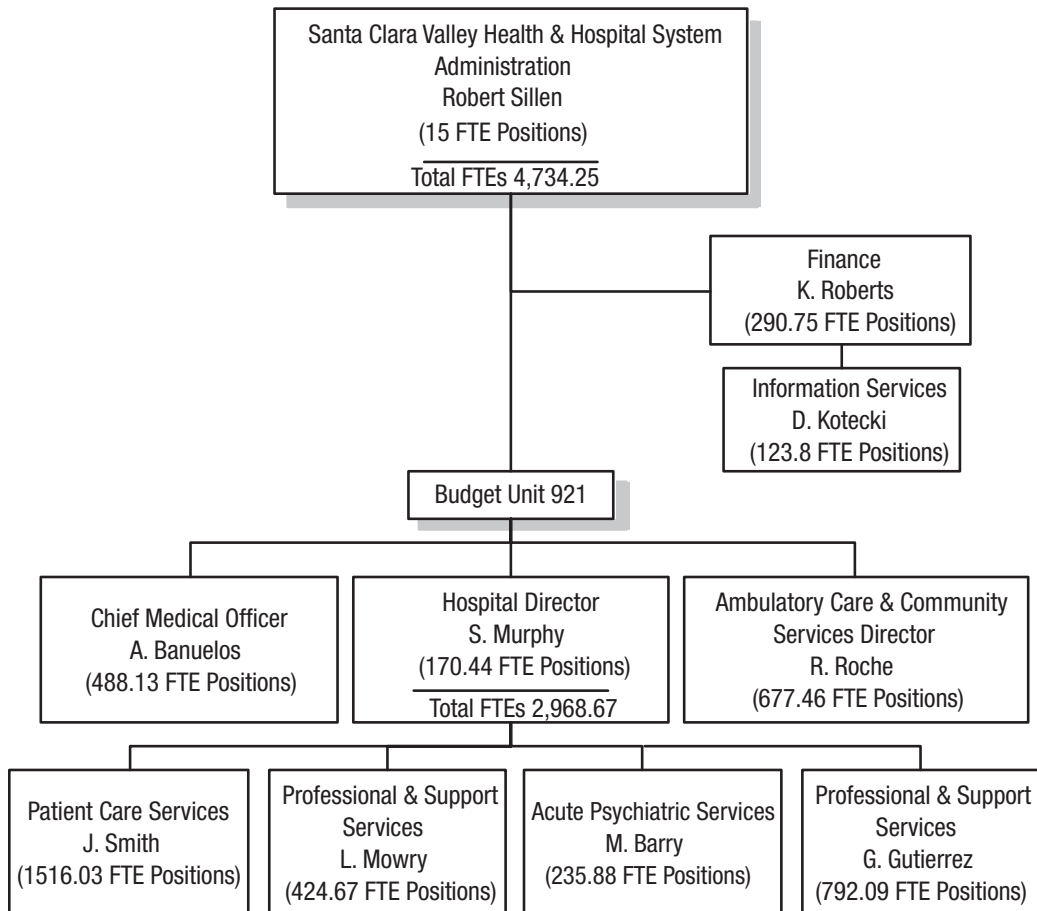 Santa Clara Valley Health & Hospital System
Administration
Robert Sillen
(15 FTE Positions)
Total FTEs 4,734.25
Finance
K. Roberts
(290.75 FTE Positions)
Information Services
D. Kotecki
(123.8 FTE Positions)
Budget Unit 921
Chief Medical Officer
A. Banuelos
(488.13 FTE Positions)
Hospital Director
S. Murphy
(170.44 FTE Positions)
Total FTEs 2,968.67
Ambulatory Care & Community
Services Director
R. Roche
(677.46 FTE Positions)
Patient Care Services
J. Smith
(1516.03 FTE Positions)
Professional & Support
Services
L. Mowry
(424.67 FTE Positions)
Acute Psychiatric Services
M. Barry
(235.88 FTE Positions)
Professional & Support
Services
G. Gutierrez
(792.09 FTE Positions)